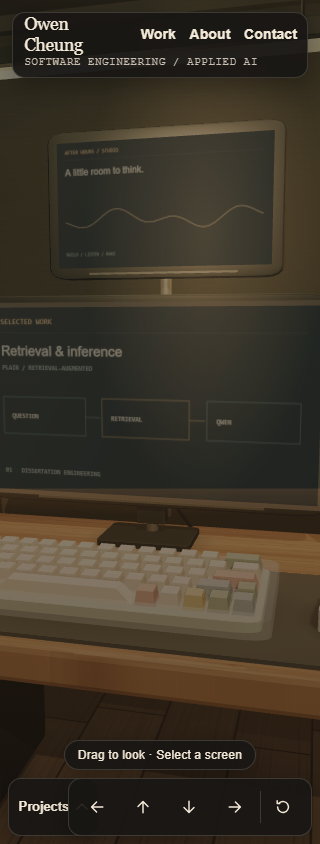 Owen
Cheung
Work About Contact
SOFTWARE ENGINEERING / APPLIED AI
AFTER HOURS / STUDIO
A little room to think.
BUILD / LISTEN / MAKE
SELECTED WORK
Retrieval & inference
PLAIN / RETRIEVAL-AUGMENTED
QUESTION
RETRIEVAL
QWEN
01 DISSERTATION ENGINEERING
Drag to look · Select a screen
Projects